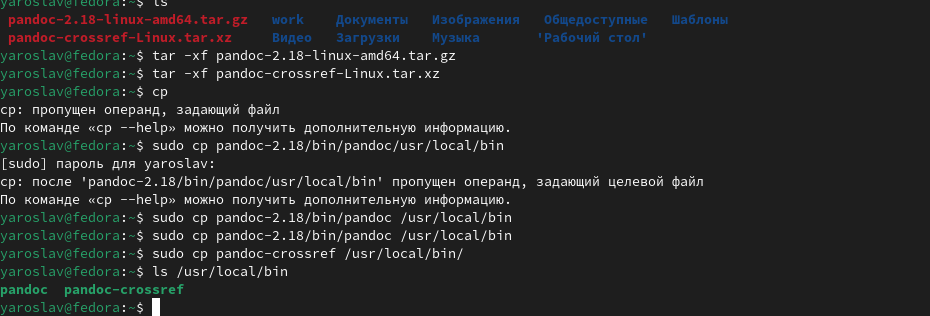 yaroslav@fedora:~$ ls
pandoc-2.18-linux-amd64.tar.gz work Документы Изображения Общедоступные Шаблоны
pandoc-crossref-Linux.tar.xz Видео Загрузки Музыка 'Рабочий стол'
yaroslav@fedora:~$ tar -xf pandoc-2.18-linux-amd64.tar.gz
yaroslav@fedora:~$ tar -xf pandoc-crossref-Linux.tar.xz
yaroslav@fedora:~$ cp
cp: пропущен операнд, задающий файл
По команде «cp --help» можно получить дополнительную информацию.
yaroslav@fedora:~$ sudo cp pandoc-2.18/bin/pandoc/usr/local/bin
[sudo] пароль для yaroslav:
cp: после 'pandoc-2.18/bin/pandoc/usr/local/bin' пропущен операнд, задающий целевой файл
По команде «cp --help» можно получить дополнительную информацию.
yaroslav@fedora:~$ sudo cp pandoc-2.18/bin/pandoc /usr/local/bin
yaroslav@fedora:~$ sudo cp pandoc-2.18/bin/pandoc /usr/local/bin
yaroslav@fedora:~$ sudo cp pandoc-crossref /usr/local/bin/
yaroslav@fedora:~$ ls /usr/local/bin
pandoc pandoc-crossref
yaroslav@fedora:~$